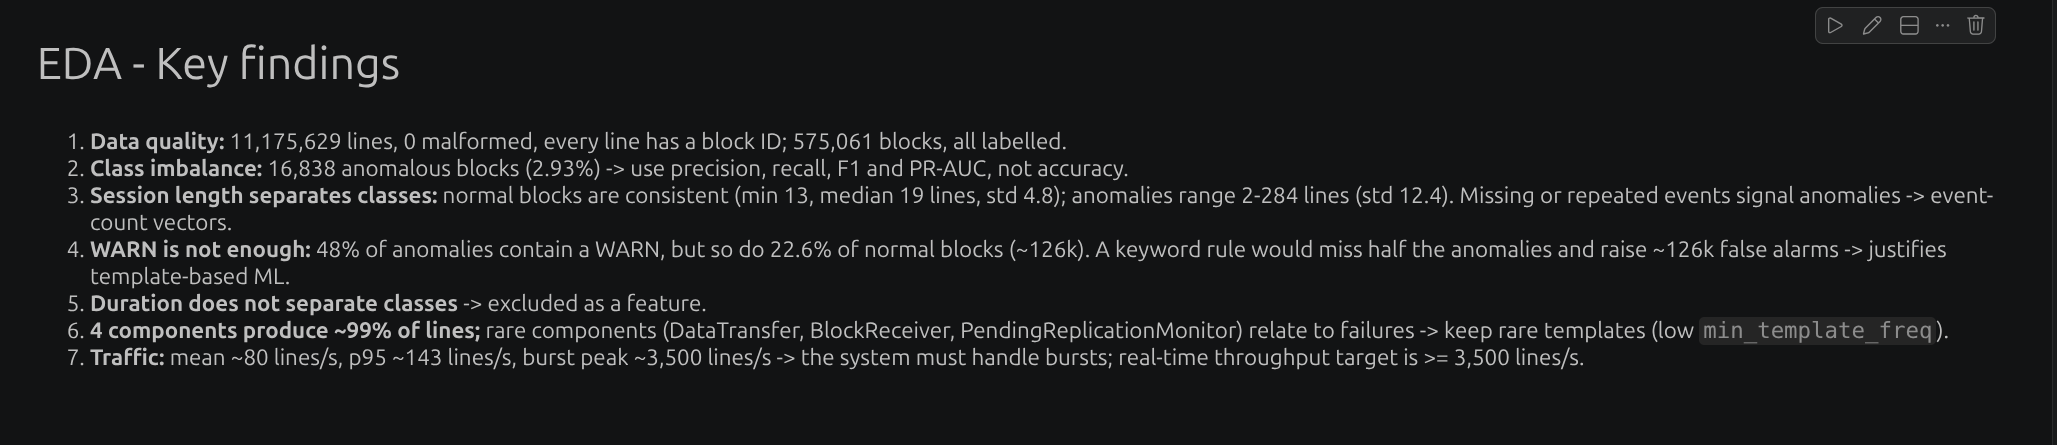 EDA - Key findings
1. Data quality: 11,175,629 lines, 0 malformed, every line has a block ID; 575,061 blocks, all labelled.
2. Class imbalance: 16,838 anomalous blocks (2.93%) -> use precision, recall, F1 and PR-AUC, not accuracy.
3. Session length separates classes: normal blocks are consistent (min 13, median 19 lines, std 4.8); anomalies range 2-284 lines (std 12.4). Missing or repeated events signal anomalies -> event-
count vectors.
4. WARN is not enough: 48% of anomalies contain a WARN, but so do 22.6% of normal blocks (~126k). A keyword rule would miss half the anomalies and raise ~126k false alarms -> justifies
template-based ML.
5. Duration does not separate classes -> excluded as a feature.
6. 4 components produce ~99% of lines; rare components (DataTransfer, BlockReceiver, PendingReplicationMonitor) relate to failures -> keep rare templates (low min_template_freq).
7. Traffic: mean ~80 lines/s, p95 ~143 lines/s, burst peak ~3,500 lines/s -> the system must handle bursts; real-time throughput target is >= 3,500 lines/s.